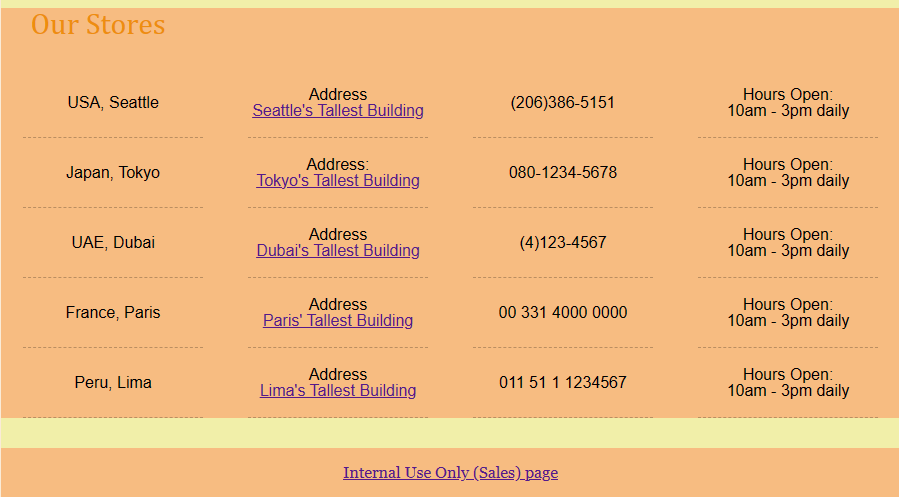 Our Stores
USA, Seattle
Address
Seattle's Tallest Building
(206)386-5151
Hours Open:
10am - 3pm daily
Japan, Tokyo
Address:
Tokyo's Tallest Building
080-1234-5678
Hours Open:
10am - 3pm daily
UAE, Dubai
Address
Dubai's Tallest Building
(4)123-4567
Hours Open:
10am - 3pm daily
France, Paris
Address
Paris' Tallest Building
00 331 4000 0000
Hours Open:
10am - 3pm daily
Peru, Lima
Address
Lima's Tallest Building
011 51 1 1234567
Hours Open:
10am - 3pm daily
Internal Use Only (Sales) page